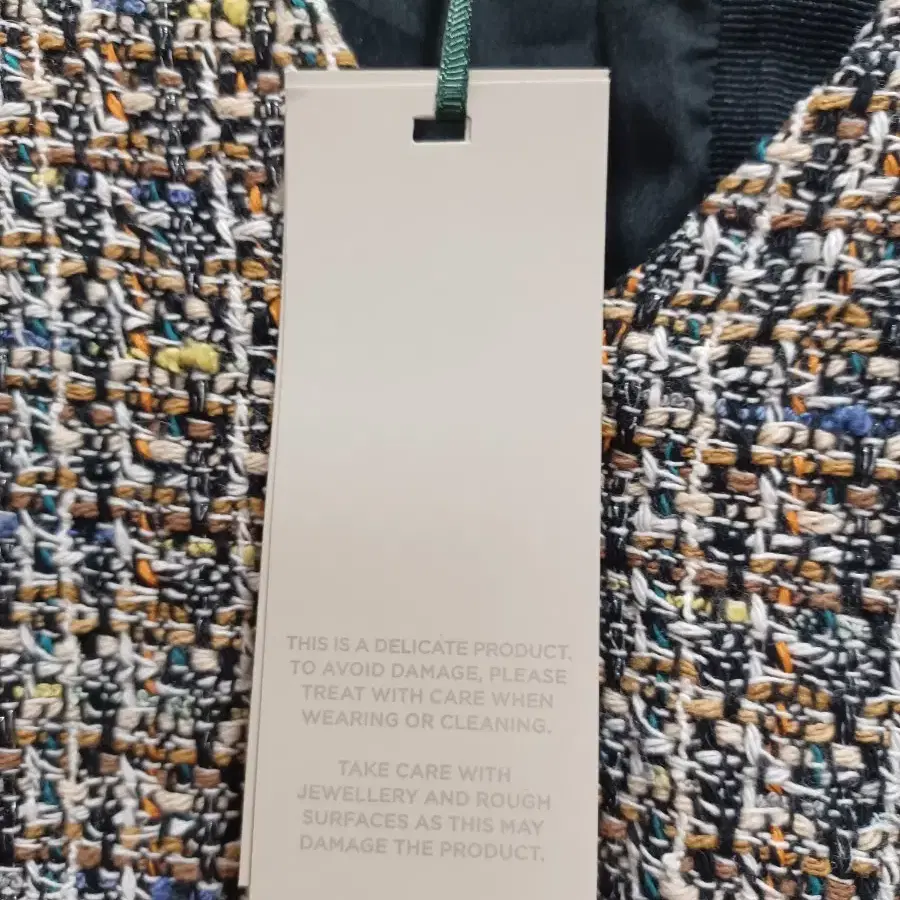 THIS IS A DELICATE PRODUCT.
TO AVOID DAMAGE, PLEASE
TREAT WITH CARE WHEN
WEARING OR CLEANING.
TAKE CARE WITH
JEWELLERY AND ROUGH
SURFACES AS THIS MAY
DAMAGE THE PRODUCT.